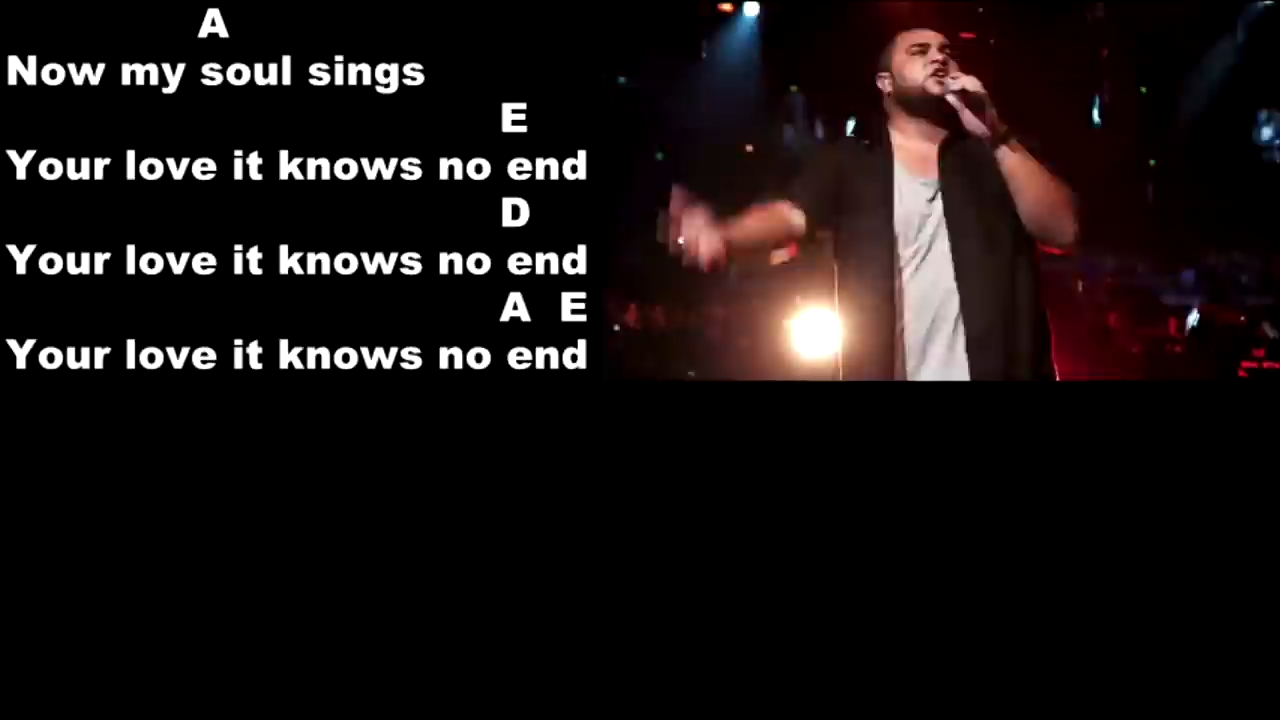 A
Now my soul sings
E
Your love it knows no end
D
Your love it knows no end
A E
Your love it knows no end